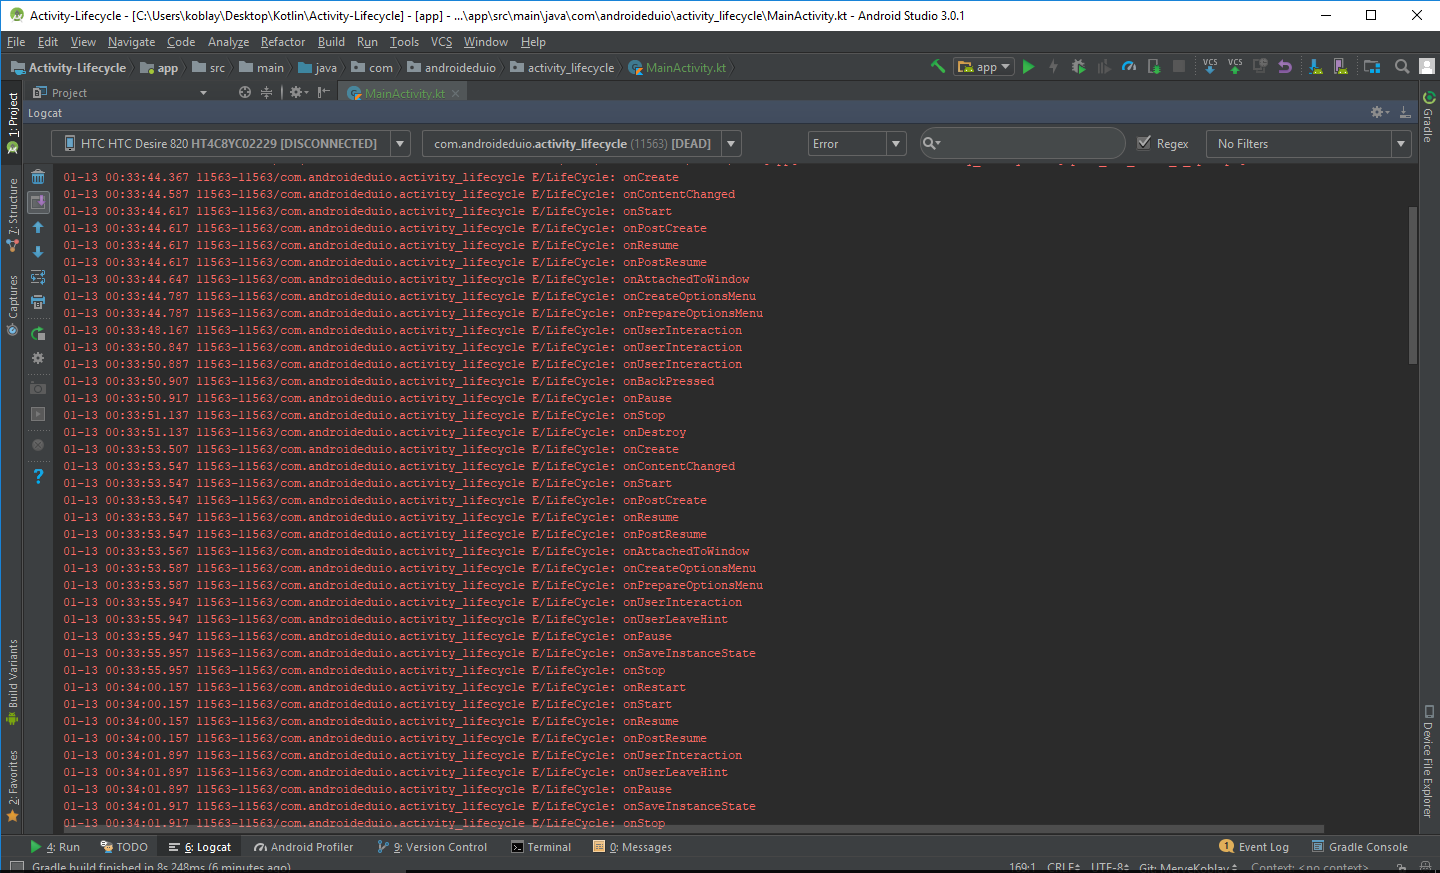 Activity-Lifecycle - [C:\Users\koblay\Desktop\Kotlin\Activity-Lifecycle] - [app] - ...\app\src\main\java\com\androideduio\activity_lifecycle\MainActivity.kt - Android Studio 3.0.1
File Edit View Navigate Code Analyze Refactor Build Run Tools VCS Window Help
Activity-Lifecycle app src main java com androideduio activity_lifecycle MainActivity.kt app VCS VCS
Project MainActivity.kt
Logcat
HTC HTC Desire 820 HT4C8YC02229 [DISCONNECTED] com.androideduio.activity_lifecycle (11563) [DEAD] Error Regex No Filters
01-13 00:33:44.367 11563-11563/com.androideduio.activity_lifecycle E/LifeCycle: onCreate
01-13 00:33:44.587 11563-11563/com.androideduio.activity_lifecycle E/LifeCycle: onContentChanged
01-13 00:33:44.617 11563-11563/com.androideduio.activity_lifecycle E/LifeCycle: onStart
01-13 00:33:44.617 11563-11563/com.androideduio.activity_lifecycle E/LifeCycle: onPostCreate
01-13 00:33:44.617 11563-11563/com.androideduio.activity_lifecycle E/LifeCycle: onResume
01-13 00:33:44.617 11563-11563/com.androideduio.activity_lifecycle E/LifeCycle: onPostResume
01-13 00:33:44.647 11563-11563/com.androideduio.activity_lifecycle E/LifeCycle: onAttachedToWindow
01-13 00:33:44.787 11563-11563/com.androideduio.activity_lifecycle E/LifeCycle: onCreateOptionsMenu
01-13 00:33:44.787 11563-11563/com.androideduio.activity_lifecycle E/LifeCycle: onPrepareOptionsMenu
01-13 00:33:48.167 11563-11563/com.androideduio.activity_lifecycle E/LifeCycle: onUserInteraction
01-13 00:33:50.847 11563-11563/com.androideduio.activity_lifecycle E/LifeCycle: onUserInteraction
01-13 00:33:50.887 11563-11563/com.androideduio.activity_lifecycle E/LifeCycle: onUserInteraction
01-13 00:33:50.907 11563-11563/com.androideduio.activity_lifecycle E/LifeCycle: onBackPressed
01-13 00:33:50.917 11563-11563/com.androideduio.activity_lifecycle E/LifeCycle: onPause
01-13 00:33:51.137 11563-11563/com.androideduio.activity_lifecycle E/LifeCycle: onStop
01-13 00:33:51.137 11563-11563/com.androideduio.activity_lifecycle E/LifeCycle: onDestroy
01-13 00:33:53.507 11563-11563/com.androideduio.activity_lifecycle E/LifeCycle: onCreate
01-13 00:33:53.547 11563-11563/com.androideduio.activity_lifecycle E/LifeCycle: onContentChanged
01-13 00:33:53.547 11563-11563/com.androideduio.activity_lifecycle E/LifeCycle: onStart
01-13 00:33:53.547 11563-11563/com.androideduio.activity_lifecycle E/LifeCycle: onPostCreate
01-13 00:33:53.547 11563-11563/com.androideduio.activity_lifecycle E/LifeCycle: onResume
01-13 00:33:53.547 11563-11563/com.androideduio.activity_lifecycle E/LifeCycle: onPostResume
01-13 00:33:53.567 11563-11563/com.androideduio.activity_lifecycle E/LifeCycle: onAttachedToWindow
01-13 00:33:53.587 11563-11563/com.androideduio.activity_lifecycle E/LifeCycle: onCreateOptionsMenu
01-13 00:33:53.587 11563-11563/com.androideduio.activity_lifecycle E/LifeCycle: onPrepareOptionsMenu
01-13 00:33:55.947 11563-11563/com.androideduio.activity_lifecycle E/LifeCycle: onUserInteraction
01-13 00:33:55.947 11563-11563/com.androideduio.activity_lifecycle E/LifeCycle: onUserLeaveHint
01-13 00:33:55.947 11563-11563/com.androideduio.activity_lifecycle E/LifeCycle: onPause
01-13 00:33:55.957 11563-11563/com.androideduio.activity_lifecycle E/LifeCycle: onSaveInstanceState
01-13 00:33:55.957 11563-11563/com.androideduio.activity_lifecycle E/LifeCycle: onStop
01-13 00:34:00.157 11563-11563/com.androideduio.activity_lifecycle E/LifeCycle: onRestart
01-13 00:34:00.157 11563-11563/com.androideduio.activity_lifecycle E/LifeCycle: onStart
01-13 00:34:00.157 11563-11563/com.androideduio.activity_lifecycle E/LifeCycle: onResume
01-13 00:34:00.157 11563-11563/com.androideduio.activity_lifecycle E/LifeCycle: onPostResume
01-13 00:34:01.897 11563-11563/com.androideduio.activity_lifecycle E/LifeCycle: onUserInteraction
01-13 00:34:01.897 11563-11563/com.androideduio.activity_lifecycle E/LifeCycle: onUserLeaveHint
01-13 00:34:01.897 11563-11563/com.androideduio.activity_lifecycle E/LifeCycle: onPause
01-13 00:34:01.917 11563-11563/com.androideduio.activity_lifecycle E/LifeCycle: onSaveInstanceState
01-13 00:34:01.917 11563-11563/com.androideduio.activity_lifecycle E/LifeCycle: onStop
1: Project
7: Structure
Captures
Build Variants
2: Favorites
Gradle
Device File Explorer
4: Run TODO 6: Logcat Android Profiler 9: Version Control Terminal 0: Messages 1 Event Log Gradle Console
Gradle build finished in 8s 248ms (6 minutes ago) 169:1 CRLF UTF-8 Git: MerveKoblay Context: <no context>